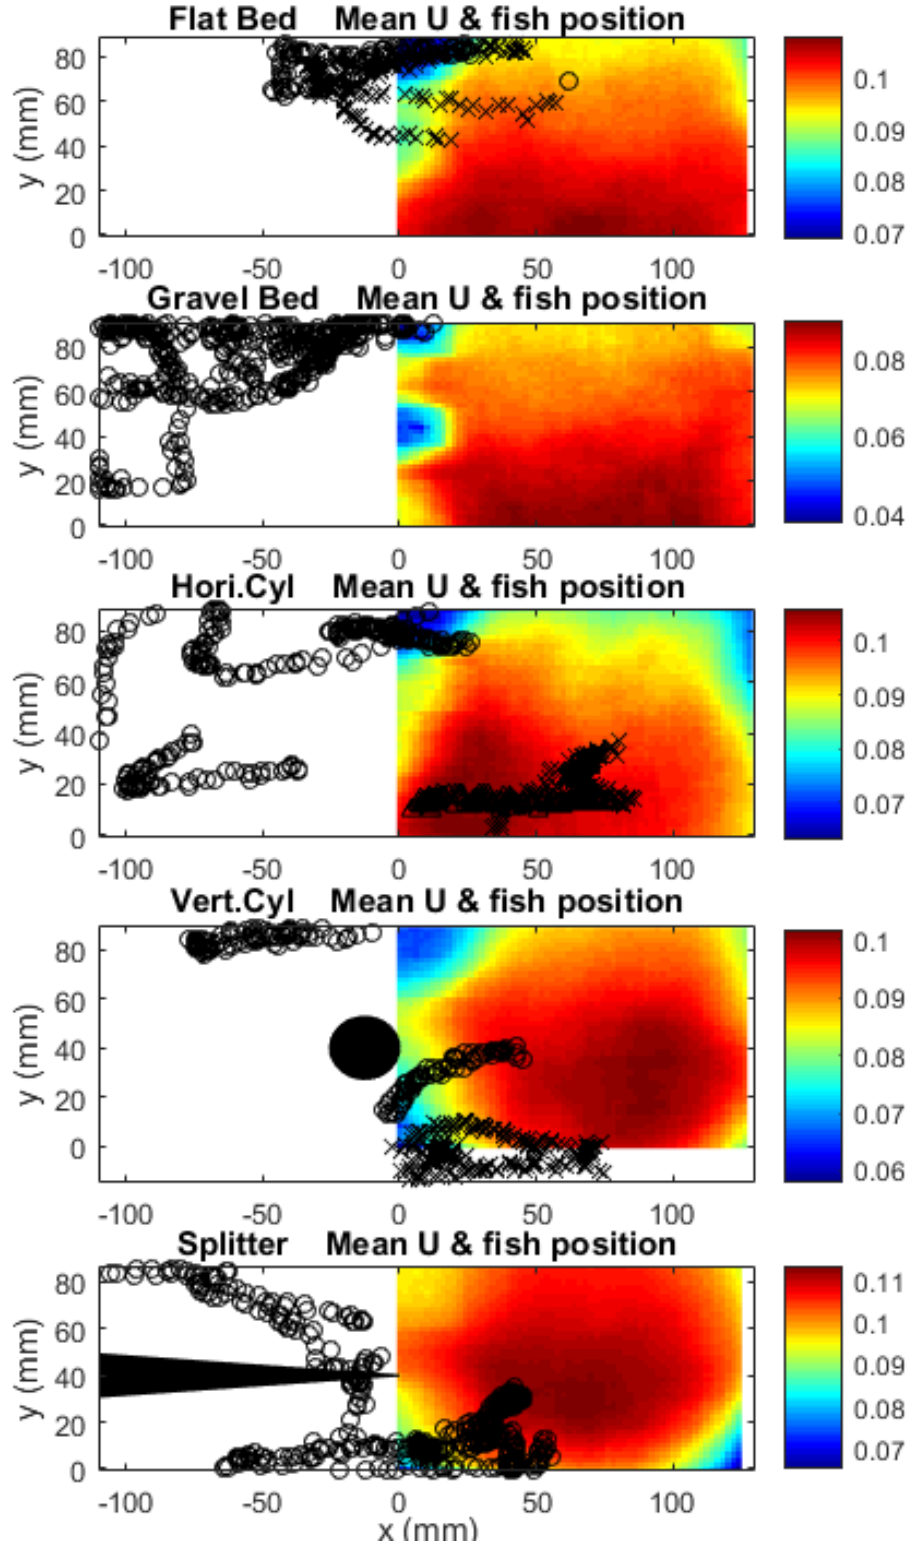 Flat Bed Mean U & fish position
80
60
40
20
0
y (mm)
-100 -50 0 50 100
0.1
0.09
0.08
0.07
Gravel Bed Mean U & fish position
80
60
40
20
0
y (mm)
-100 -50 0 50 100
0.08
0.06
0.04
Hori.Cyl Mean U & fish position
80
60
40
20
0
y (mm)
-100 -50 0 50 100
0.1
0.09
0.08
0.07
Vert.Cyl Mean U & fish position
80
60
40
20
0
y (mm)
-100 -50 0 50 100
0.1
0.09
0.08
0.07
0.06
Splitter Mean U & fish position
80
60
40
20
0
y (mm)
-100 -50 0 50 100
x (mm)
0.11
0.1
0.09
0.08
0.07